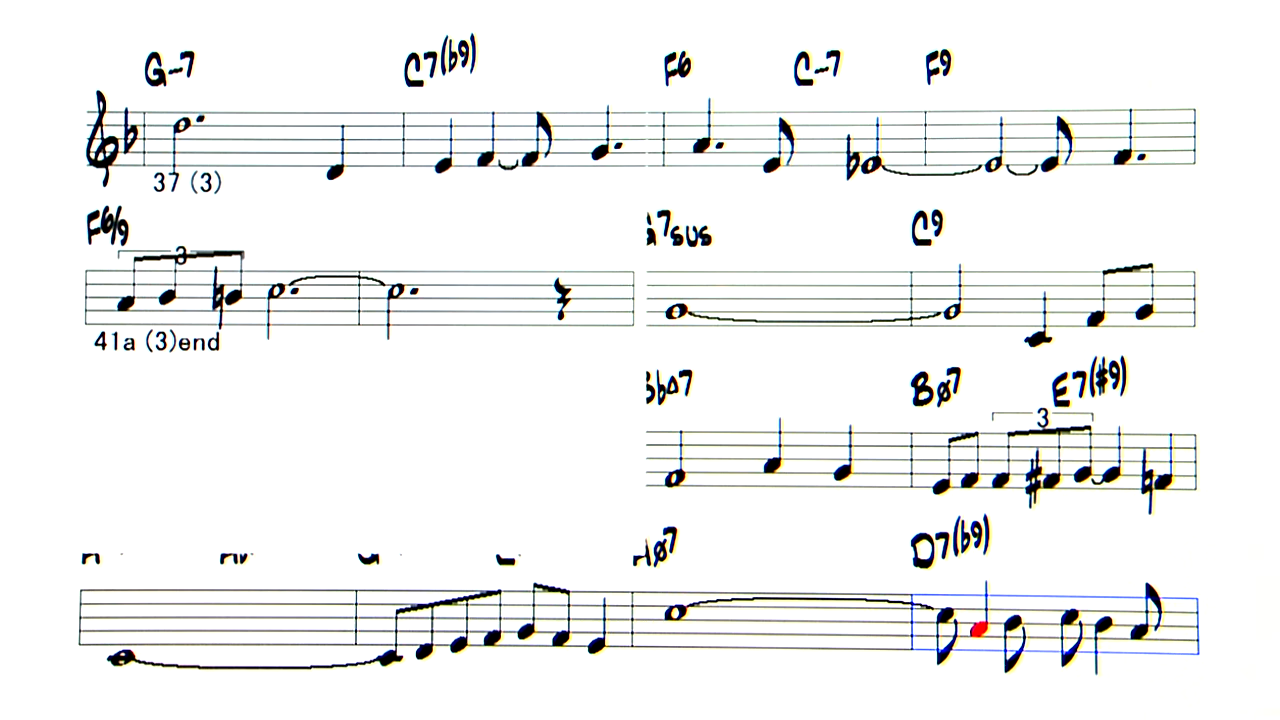 G-7 C7(b9) F6 C-7 F9
37 (3)
F6/9 7sus C9
3
41a (3)end
bΔ7 Bø7 E7(#9)
3
ø7 D7(b9)